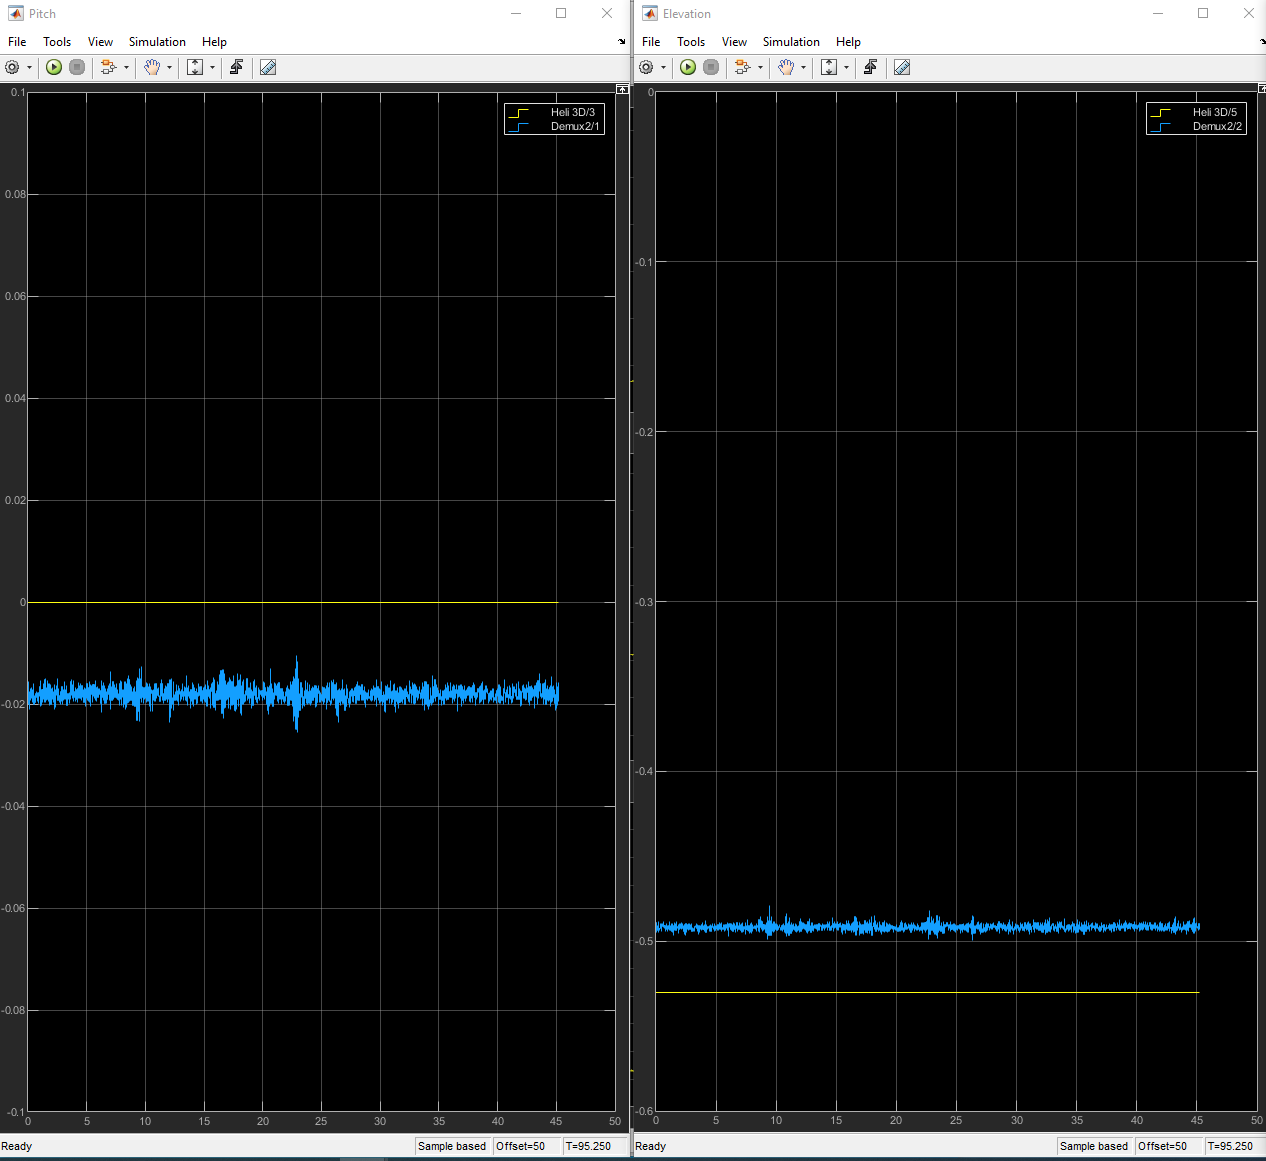 Pitch
File Tools View Simulation Help
Heli 3D/3
Demux2/1
0.1
0.08
0.06
0.04
0.02
0
-0.02
-0.04
-0.06
-0.08
-0.1
0 5 10 15 20 25 30 35 40 45 50
Ready Sample based Offset=50 T=95.250
Elevation
File Tools View Simulation Help
Heli 3D/5
Demux2/2
0
-0.1
-0.2
-0.3
-0.4
-0.5
-0.6
0 5 10 15 20 25 30 35 40 45 50
Ready Sample based Offset=50 T=95.250